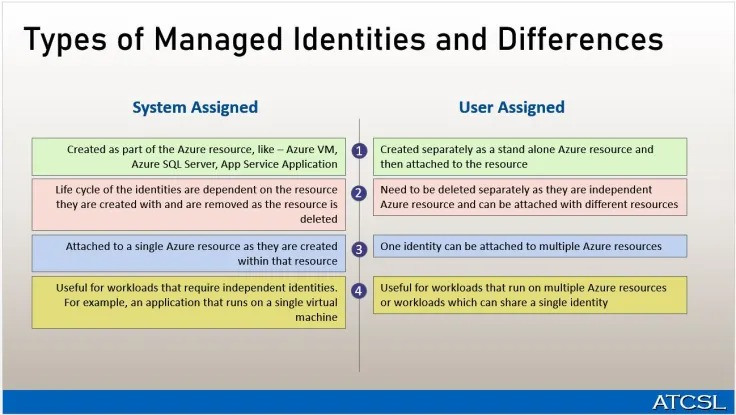 Types of Managed Identities and Differences
System Assigned
User Assigned
Created as part of the Azure resource, like – Azure VM,
Azure SQL Server, App Service Application
1
Created separately as a stand alone Azure resource and
then attached to the resource
Life cycle of the identities are dependent on the resource
they are created with and are removed as the resource is
deleted
2
Need to be deleted separately as they are independent
Azure resource and can be attached with different resources
Attached to a single Azure resource as they are created
within that resource
3
One identity can be attached to multiple Azure resources
Useful for workloads that require independent identities.
For example, an application that runs on a single virtual
machine
4
Useful for workloads that run on multiple Azure resources
or workloads which can share a single identity
ATCSL